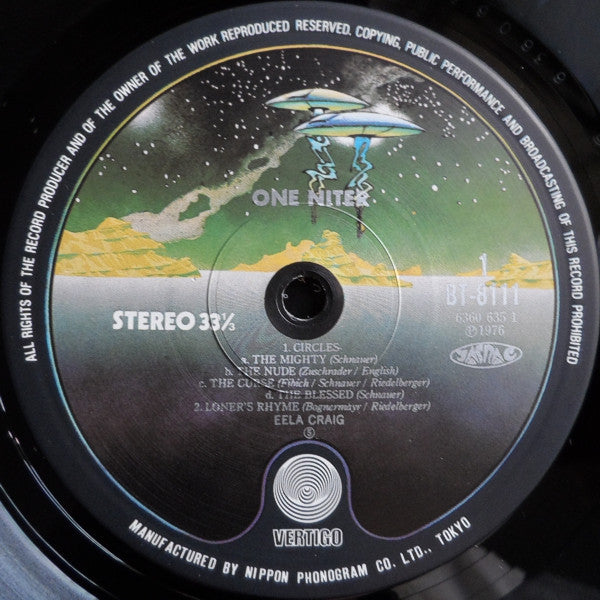 ALL RIGHTS OF THE RECORD PRODUCER AND OF THE OWNER OF THE WORK REPRODUCED RESERVED. COPYING, PUBLIC PERFORMANCE AND BROADCASTING OF THIS RECORD PROHIBITED
ONE NITER
1
BT-8111
6360 635 1
℗1976
STEREO 33⅓
1. CIRCLES
a. THE MIGHTY (Schnauer)
b. THE NUDE (Zuschrader / English)
c. THE CURSE (Fibich / Schnauer / Riedelberger)
d. THE BLESSED (Schnauer)
2. LONER'S RHYME (Bognermayr / Riedelberger)
EELA CRAIG
Ⓢ
VERTIGO
MANUFACTURED BY NIPPON PHONOGRAM CO. LTD., TOKYO